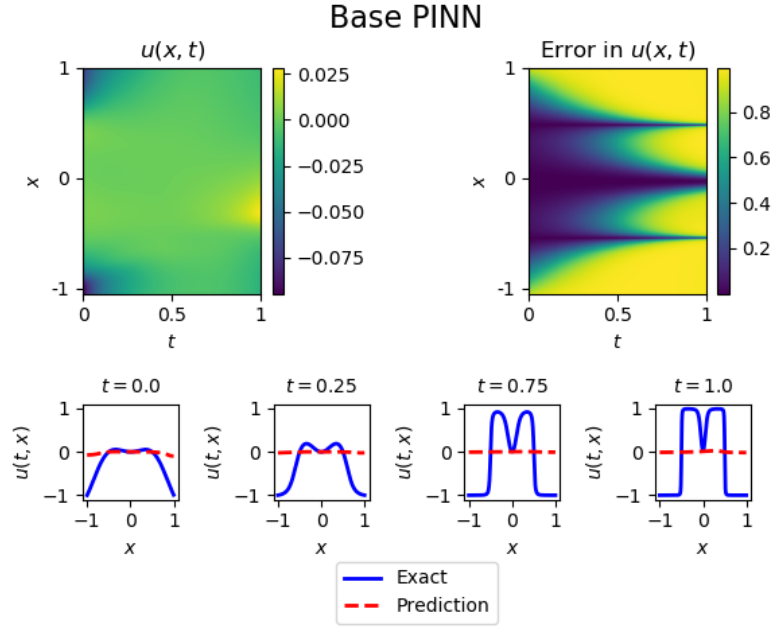 Base PINN
u(x, t)
Error in u(x, t)
1
0
-1
x
0
0.5
1
t
0.025
0.000
−0.025
−0.050
−0.075
1
0
-1
x
0
0.5
1
t
0.8
0.6
0.4
0.2
t = 0.0
t = 0.25
t = 0.75
t = 1.0
u(t, x)
1
0
−1
−1
0
1
x
u(t, x)
1
0
−1
−1
0
1
x
u(t, x)
1
0
−1
−1
0
1
x
u(t, x)
1
0
−1
−1
0
1
x
Exact
Prediction